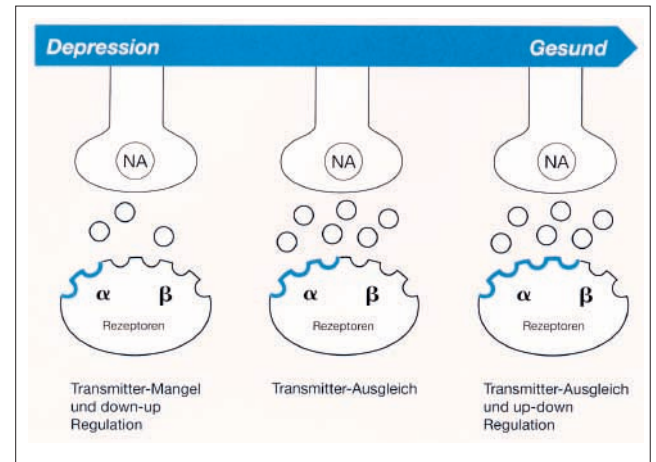 Depression Gesund
NA NA NA
α β α β α β
Rezeptoren Rezeptoren Rezeptoren
Transmitter-Mangel
und down-up
Regulation
Transmitter-Ausgleich
Transmitter-Ausgleich
und up-down
Regulation